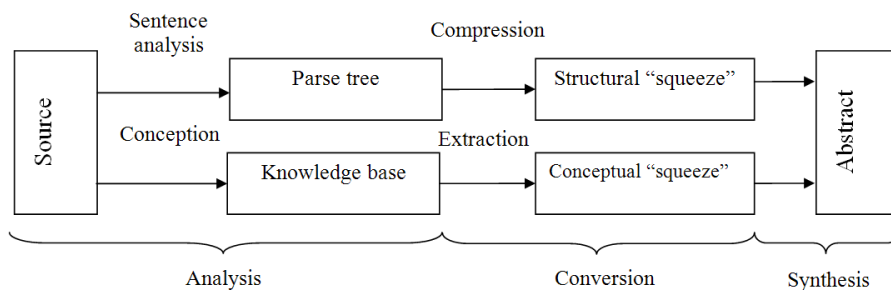 Sentence
analysis
Compression
Source
Parse tree
Structural “squeeze”
Abstract
Conception
Extraction
Knowledge base
Conceptual “squeeze”
Analysis
Conversion
Synthesis